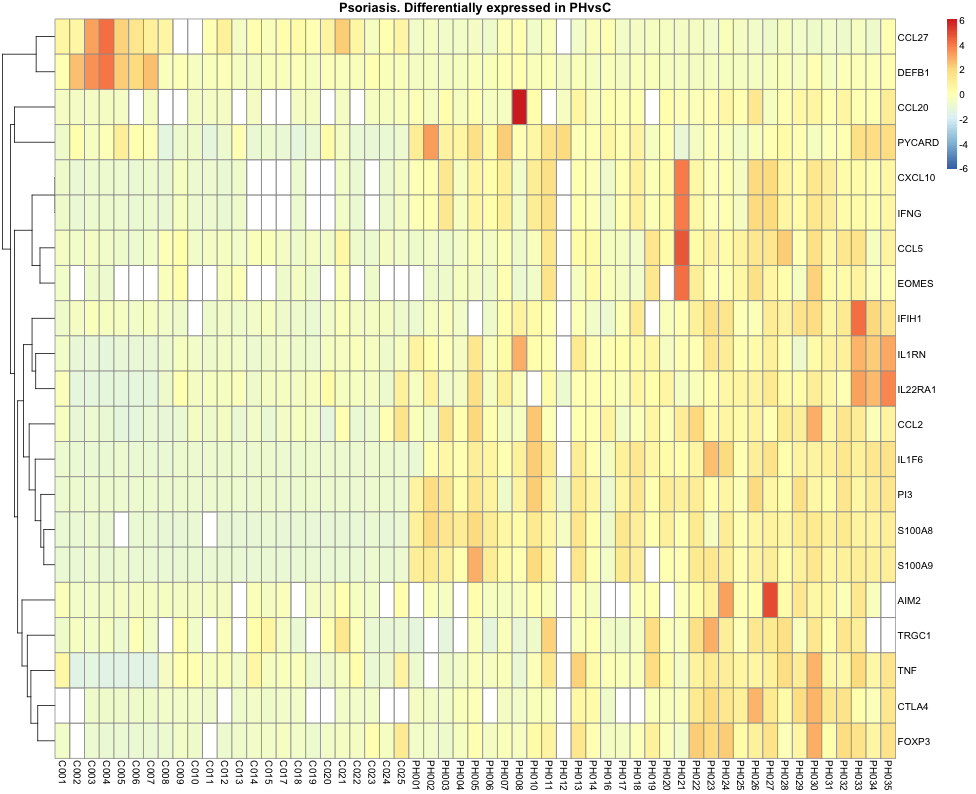 Psoriasis. Differentially expressed in PHvsC
CCL27
DEFB1
CCL20
PYCARD
CXCL10
IFNG
CCL5
EOMES
IFIH1
IL1RN
IL22RA1
CCL2
IL1F6
PI3
S100A8
S100A9
AIM2
TRGC1
TNF
CTLA4
FOXP3
6
4
2
0
-2
-4
-6
C001
C002
C003
C004
C005
C006
C007
C008
C009
C010
C011
C012
C013
C014
C015
C017
C018
C019
C020
C021
C022
C023
C024
C025
PH001
PH002
PH003
PH004
PH005
PH006
PH007
PH008
PH010
PH011
PH012
PH013
PH014
PH016
PH017
PH018
PH019
PH020
PH021
PH022
PH023
PH024
PH025
PH026
PH027
PH028
PH029
PH030
PH031
PH032
PH033
PH034
PH035